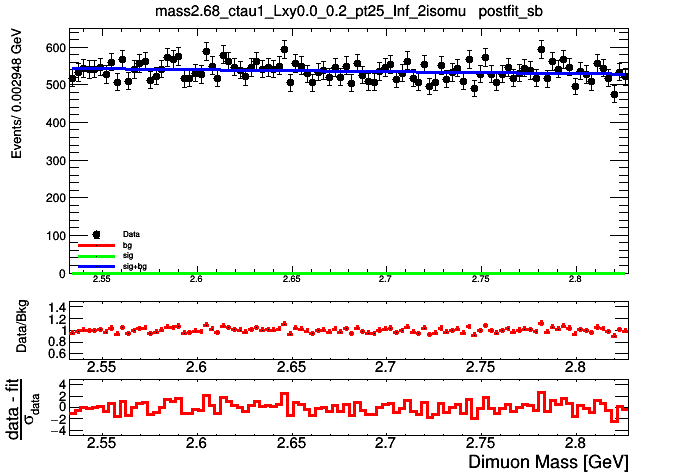 mass2.68_ctau1_Lxy0.0_0.2_pt25_Inf_2isomu postfit_sb
Events/ 0.002948 GeV
600
500
400
300
200
100
0
Data
bg
sig
sig+bg
2.55 2.6 2.65 2.7 2.75 2.8
Data/Bkg
1.4
1.2
1
0.8
0.6
2.55 2.6 2.65 2.7 2.75 2.8
data - fit
σdata
4
2
0
−2
−4
2.55 2.6 2.65 2.7 2.75 2.8
Dimuon Mass [GeV]